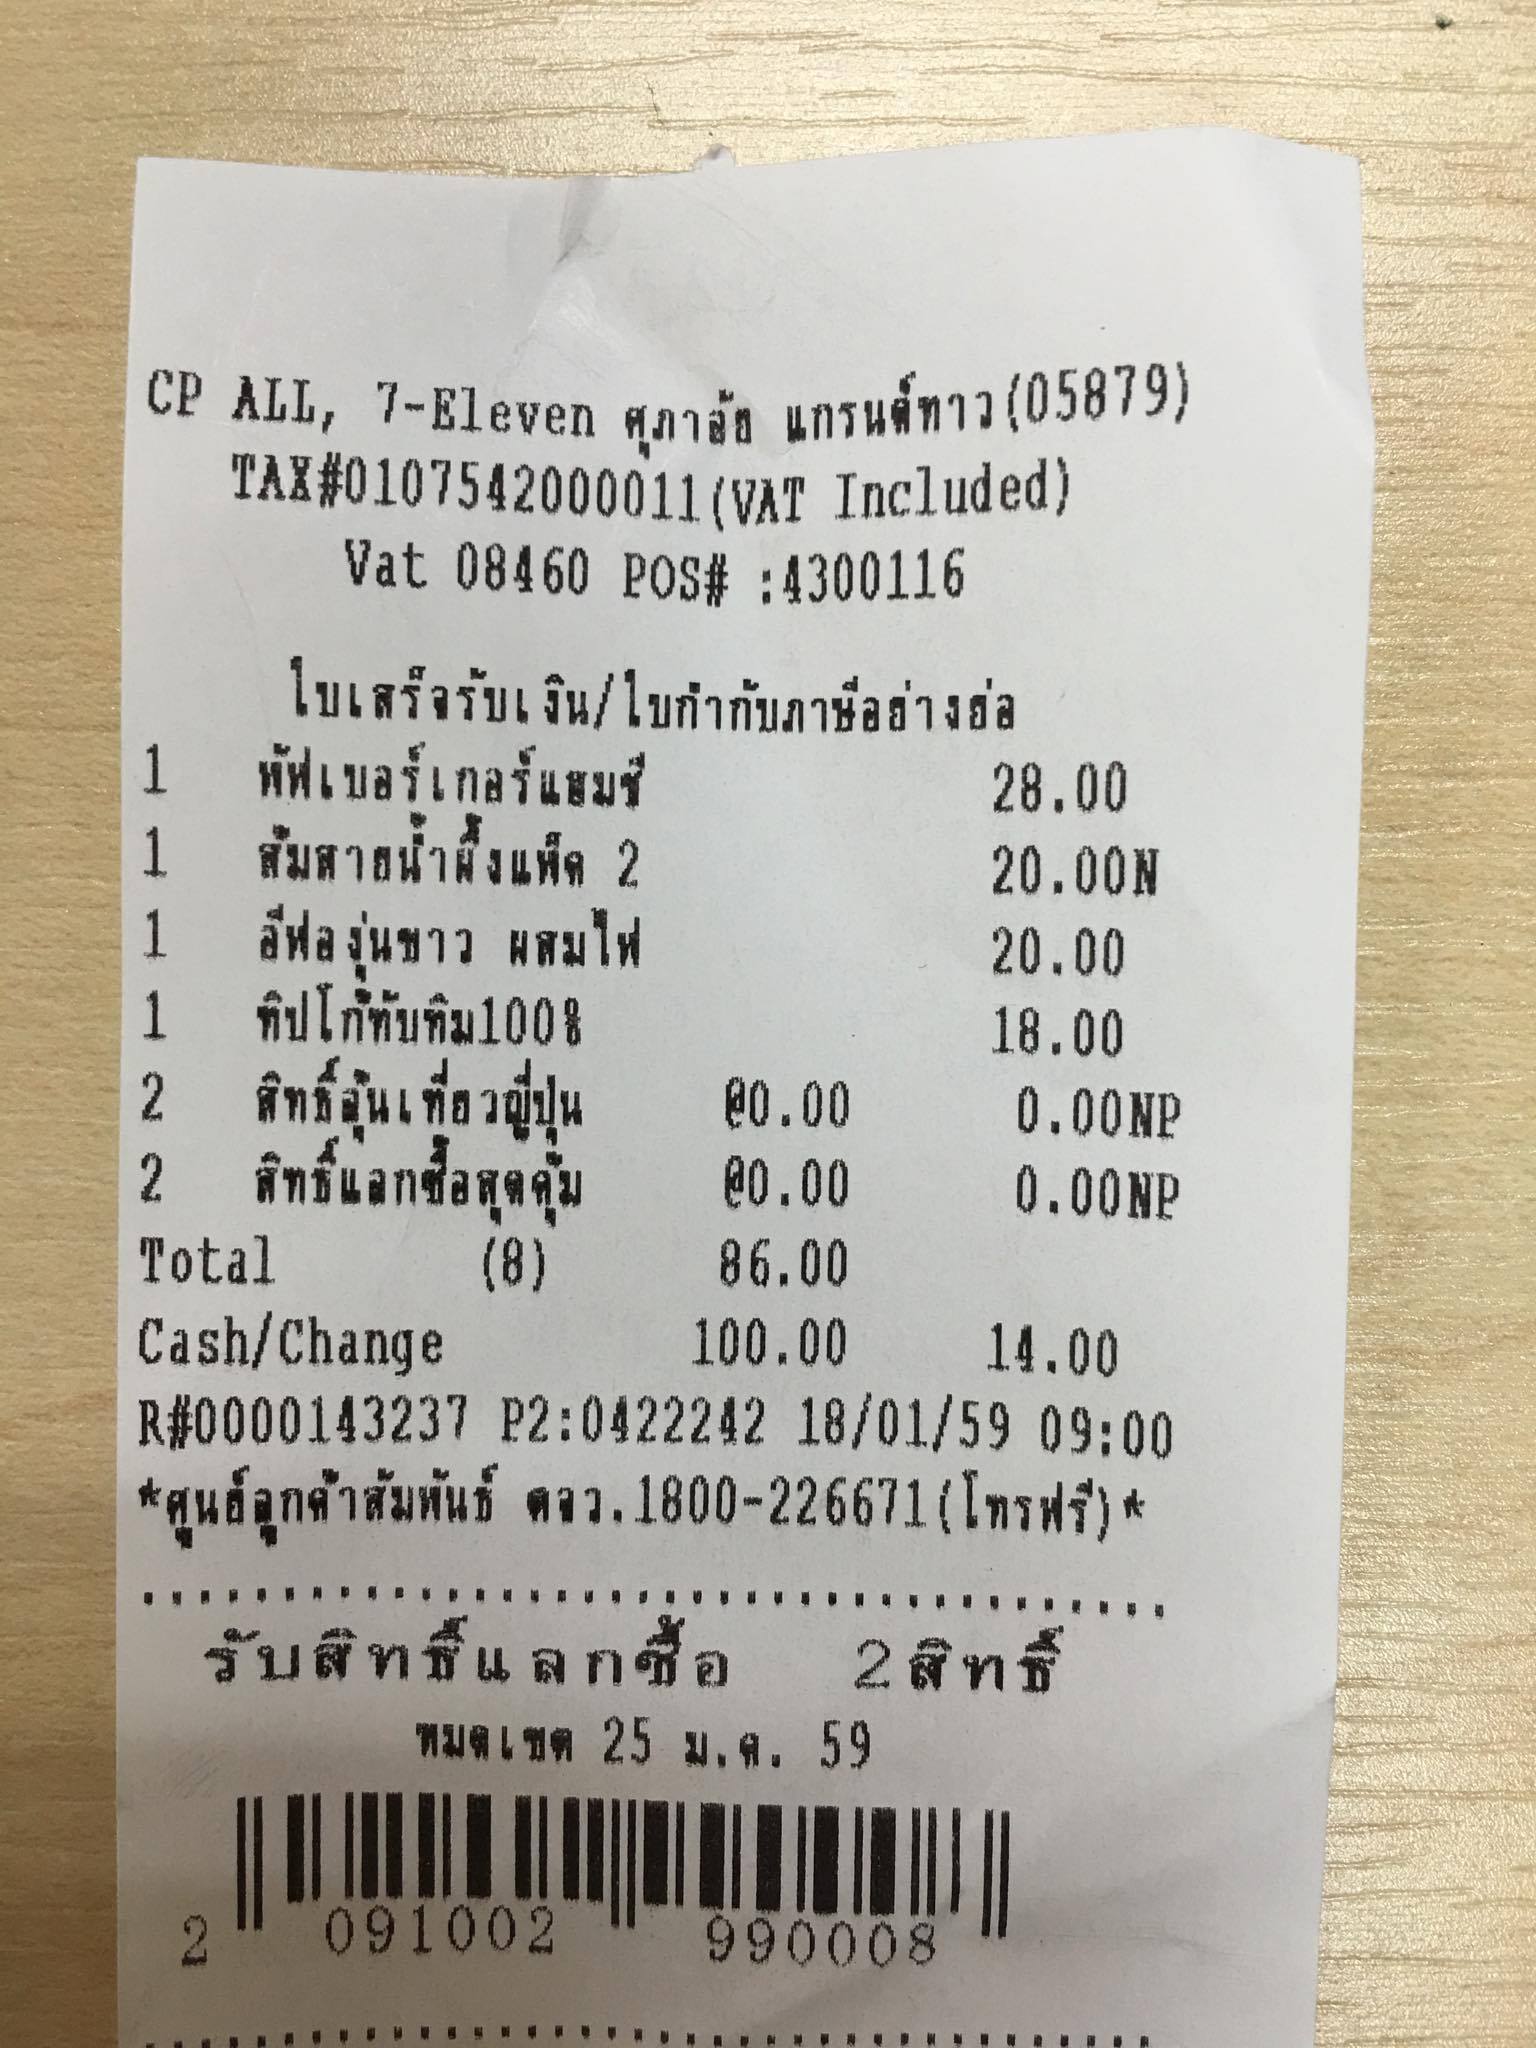 CP ALL, 7-Eleven ศุภาลัย แกรนด์ทาว(05879)
TAX#0107542000011(VAT Included)
Vat 08460 POS# :4300116
ใบเสร็จรับเงิน/ใบกำกับภาษีอย่างย่อ
1 พัฟเบอร์เกอร์แฮมชี 28.00
1 ส้มสายน้ำผึ้งแพ็ค 2 20.00N
1 อีฟองุ่นขาว ผสมไฟ 20.00
1 ทิปโก้ทับทิม100% 18.00
2 สิทธิ์ลุ้นเที่ยวญี่ปุ่น @0.00 0.00NP
2 สิทธิ์แลกซื้อสุดคุ้ม @0.00 0.00NP
Total (8) 86.00
Cash/Change 100.00 14.00
R#0000143237 P2:0422242 18/01/59 09:00
*ศูนย์ลูกค้าสัมพันธ์ ตจว.1800-226671(โทรฟรี)*
รับสิทธิ์แลกซื้อ 2สิทธิ์
หมดเขต 25 ม.ค. 59
2 091002 990008